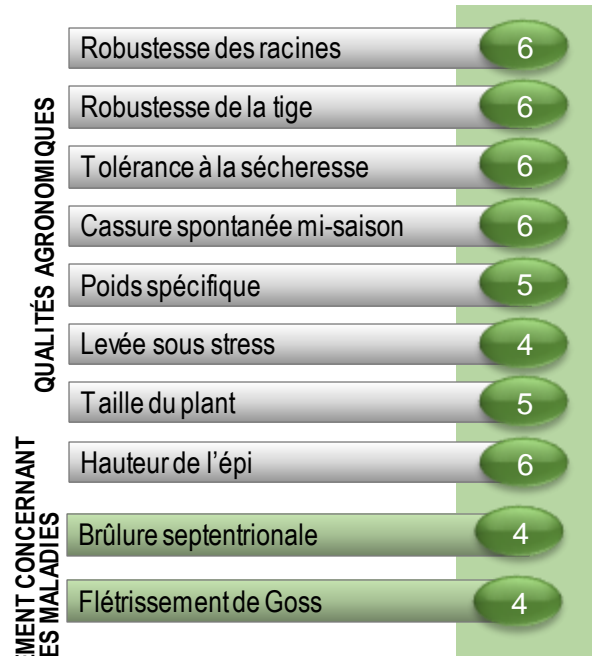 QUALITÉS AGRONOMIQUES
Robustesse des racines 6
Robustesse de la tige 6
Tolérance à la sécheresse 6
Cassure spontanée mi-saison 6
Poids spécifique 5
Levée sous stress 4
Taille du plant 5
Hauteur de l’épi 6
CONCERNANT
MALADIES
Brûlure septentrionale 4
Flétrissement de Goss 4